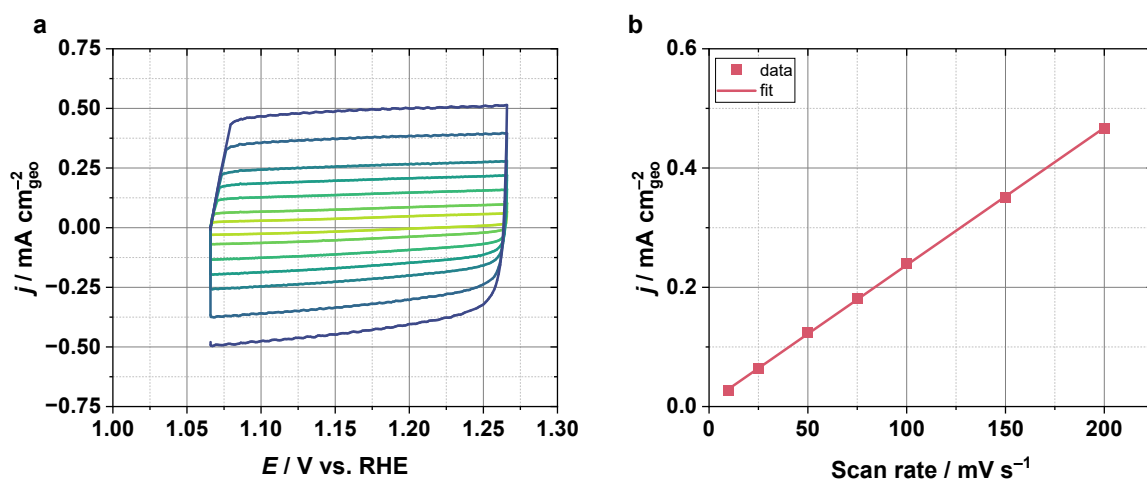 a
0.75
0.50
0.25
0.00
−0.25
−0.50
−0.75
j / mA cm−2geo
1.00 1.05 1.10 1.15 1.20 1.25 1.30
E / V vs. RHE
b
0.6
0.4
0.2
0.0
j / mA cm−2geo
data
fit
0 50 100 150 200
Scan rate / mV s−1